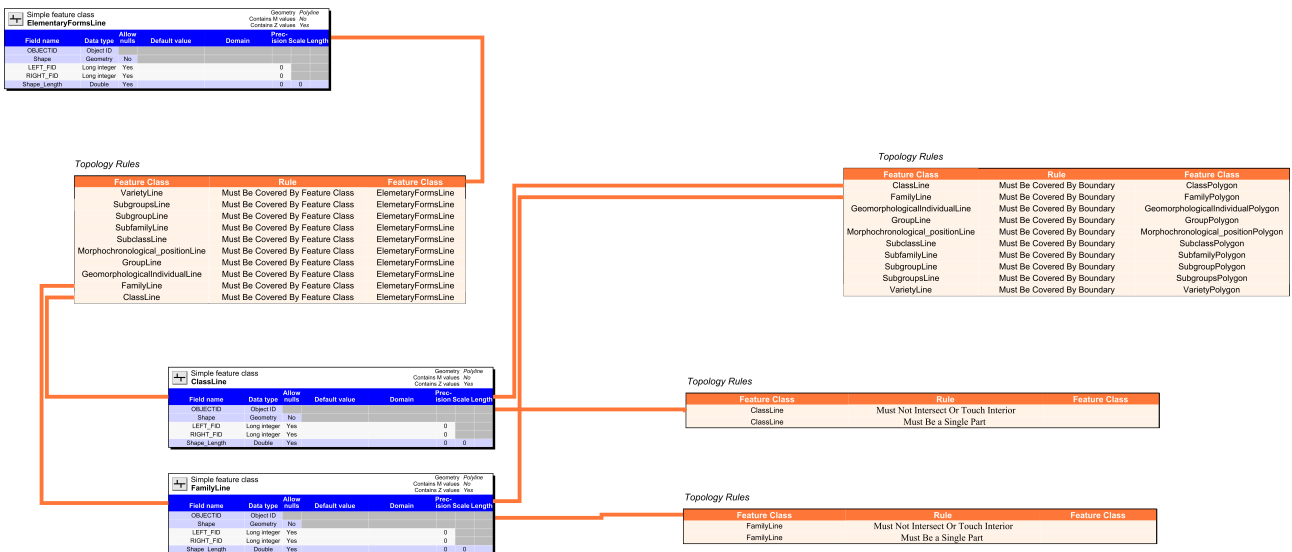 Simple feature class
ElementaryFormsLine
Geometry Polyline
Contains M values No
Contains Z values Yes
Field name Data type Allow nulls Default value Domain Prec-ision Scale Length
OBJECTID Object ID
Shape Geometry No
LEFT_FID Long integer Yes 0
RIGHT_FID Long integer Yes 0
Shape_Length Double Yes 0 0
Topology Rules
Feature Class Rule Feature Class
VarietyLine Must Be Covered By Feature Class ElemetaryFormsLine
SubgroupsLine Must Be Covered By Feature Class ElemetaryFormsLine
SubgroupLine Must Be Covered By Feature Class ElemetaryFormsLine
SubfamilyLine Must Be Covered By Feature Class ElemetaryFormsLine
SubclassLine Must Be Covered By Feature Class ElemetaryFormsLine
Morphochronological_positionLine Must Be Covered By Feature Class ElemetaryFormsLine
GroupLine Must Be Covered By Feature Class ElemetaryFormsLine
GeomorphologicalIndividualLine Must Be Covered By Feature Class ElemetaryFormsLine
FamilyLine Must Be Covered By Feature Class ElemetaryFormsLine
ClassLine Must Be Covered By Feature Class ElemetaryFormsLine
Topology Rules
Feature Class Rule Feature Class
ClassLine Must Be Covered By Boundary ClassPolygon
FamilyLine Must Be Covered By Boundary FamilyPolygon
GeomorphologicalIndividualLine Must Be Covered By Boundary GeomorphologicalIndividualPolygon
GroupLine Must Be Covered By Boundary GroupPolygon
Morphochronological_positionLine Must Be Covered By Boundary Morphochronological_positionPolygon
SubclassLine Must Be Covered By Boundary SubclassPolygon
SubfamilyLine Must Be Covered By Boundary SubfamilyPolygon
SubgroupLine Must Be Covered By Boundary SubgroupPolygon
SubgroupsLine Must Be Covered By Boundary SubgroupsPolygon
VarietyLine Must Be Covered By Boundary VarietyPolygon
Simple feature class
ClassLine
Geometry Polyline
Contains M values No
Contains Z values Yes
Field name Data type Allow nulls Default value Domain Prec-ision Scale Length
OBJECTID Object ID
Shape Geometry No
LEFT_FID Long integer Yes 0
RIGHT_FID Long integer Yes 0
Shape_Length Double Yes 0 0
Topology Rules
Feature Class Rule Feature Class
ClassLine Must Not Intersect Or Touch Interior
ClassLine Must Be a Single Part
Simple feature class
FamilyLine
Geometry Polyline
Contains M values No
Contains Z values Yes
Field name Data type Allow nulls Default value Domain Prec-ision Scale Length
OBJECTID Object ID
Shape Geometry No
LEFT_FID Long integer Yes 0
RIGHT_FID Long integer Yes 0
Shape_Length Double Yes 0 0
Topology Rules
Feature Class Rule Feature Class
FamilyLine Must Not Intersect Or Touch Interior
FamilyLine Must Be a Single Part